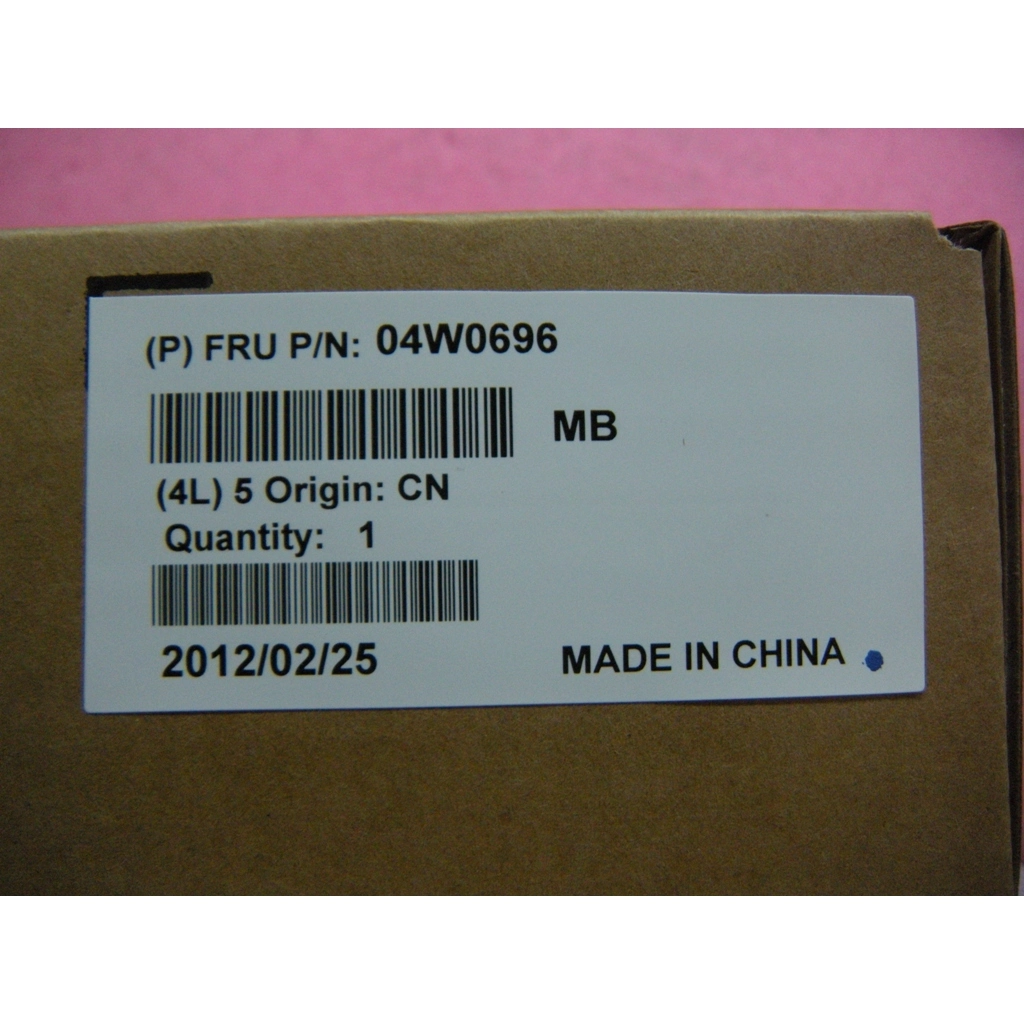 (P) FRU P/N: 04W0696
MB
(4L) 5 Origin: CN
Quantity: 1
2012/02/25
MADE IN CHINA